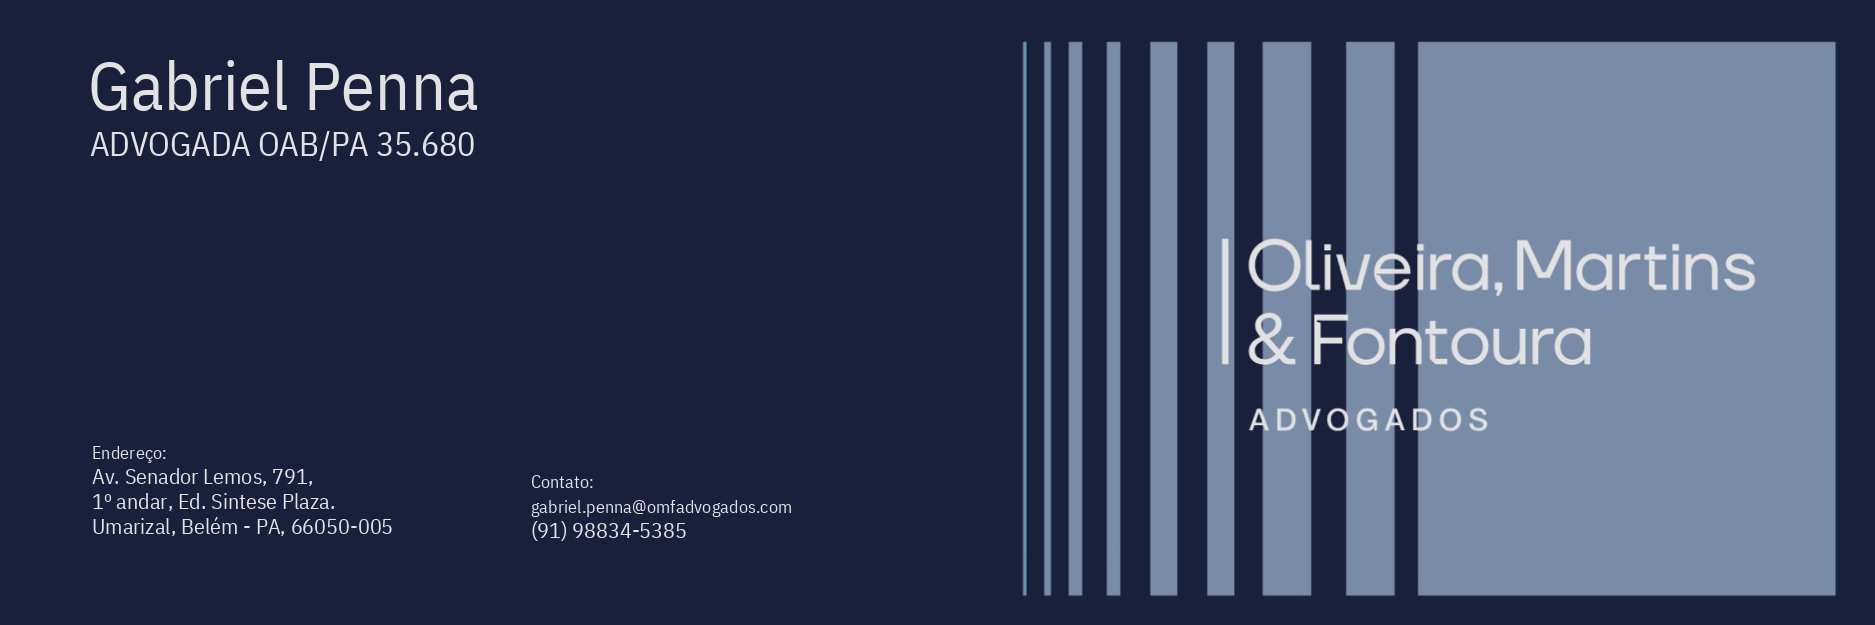 Gabriel Penna
ADVOGADA OAB/PA 35.680
Endereço:
Av. Senador Lemos, 791,
1º andar, Ed. Sintese Plaza.
Umarizal, Belém - PA, 66050-005
Contato:
gabriel.penna@omfadvogados.com
(91) 98834-5385
Oliveira, Martins
& Fontoura
ADVOGADOS